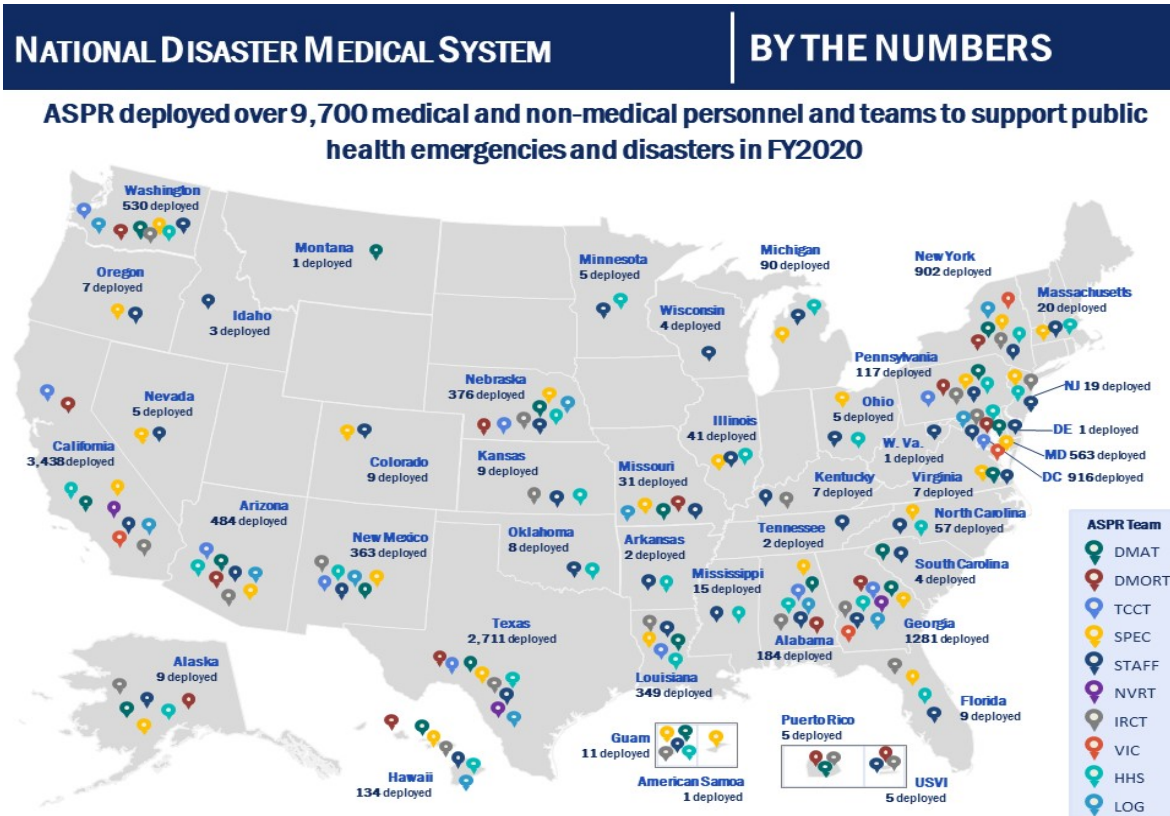 NATIONAL DISASTER MEDICAL SYSTEM
BY THE NUMBERS
ASPR deployed over 9,700 medical and non-medical personnel and teams to support public
health emergencies and disasters in FY2020
Washington
530 deployed
Montana
1 deployed
Minnesota
5 deployed
Michigan
90 deployed
New York
902 deployed
Oregon
7 deployed
Idaho
3 deployed
Wisconsin
4 deployed
Massachusetts
20 deployed
Pennsylvania
117 deployed
Nebraska
376 deployed
Nevada
5 deployed
NJ 19 deployed
Ohio
5 deployed
Illinois
41 deployed
DE 1 deployed
W. Va.
1 deployed
California
3,438 deployed
Colorado
9 deployed
Kansas
9 deployed
MD 563 deployed
Missouri
31 deployed
Kentucky
7 deployed
Virginia
7 deployed
DC 916 deployed
Arizona
484 deployed
North Carolina
57 deployed
New Mexico
363 deployed
Oklahoma
8 deployed
Tennessee
2 deployed
Arkansas
2 deployed
South Carolina
4 deployed
Mississippi
15 deployed
Texas
2,711 deployed
Alabama
184 deployed
Georgia
1281 deployed
Alaska
9 deployed
Louisiana
349 deployed
Florida
9 deployed
Puerto Rico
5 deployed
Guam
11 deployed
Hawaii
134 deployed
American Samoa
1 deployed
USVI
5 deployed
ASPR Team
DMAT
DMORT
TCCT
SPEC
STAFF
NVRT
IRCT
VIC
HHS
LOG